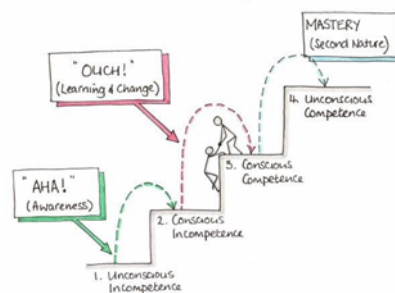 MASTERY
(Second Nature)
"OUCH!"
(Learning & Change)
4. Unconscious
Competence
3. Conscious
Competence
"AHA!"
(Awareness)
2. Conscious
Incompetence
1. Unconscious
Incompetence